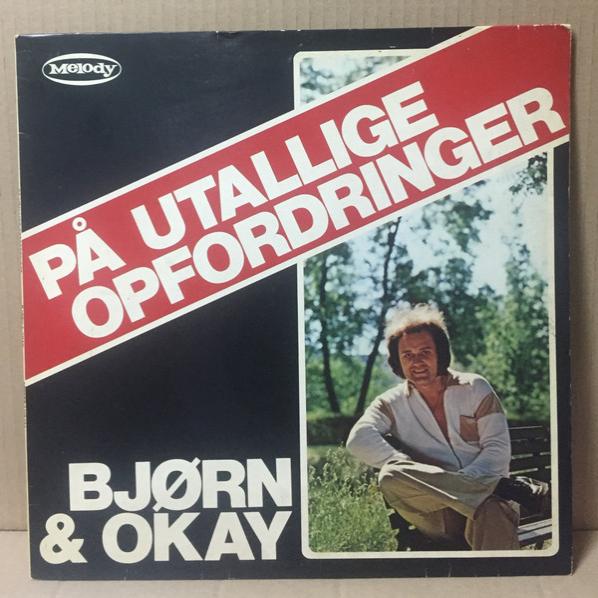 Melody
PÅ UTALLIGE
OPFORDRINGER
BJØRN
& OKAY